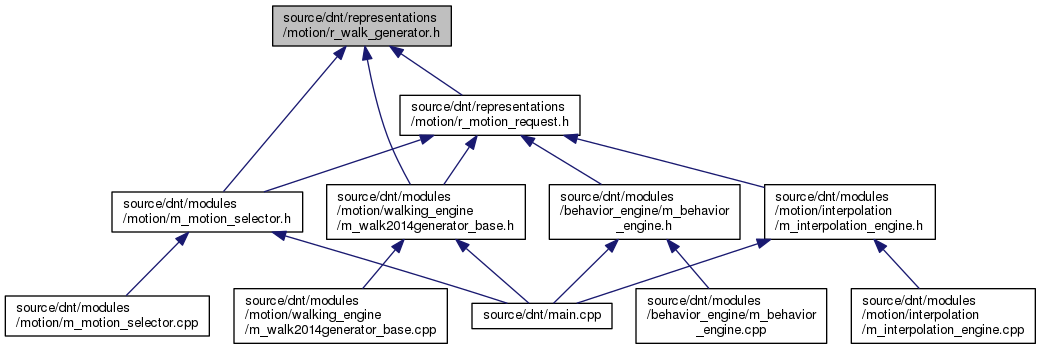 source/dnt/representations
/motion/r_walk_generator.h
source/dnt/representations
/motion/r_motion_request.h
source/dnt/modules
/motion/m_motion_selector.h
source/dnt/modules
/motion/walking_engine
/m_walk2014generator_base.h
source/dnt/modules
/behavior_engine/m_behavior
_engine.h
source/dnt/modules
/motion/interpolation
/m_interpolation_engine.h
source/dnt/modules
/motion/m_motion_selector.cpp
source/dnt/modules
/motion/walking_engine
/m_walk2014generator_base.cpp
source/dnt/main.cpp
source/dnt/modules
/behavior_engine/m_behavior
_engine.cpp
source/dnt/modules
/motion/interpolation
/m_interpolation_engine.cpp